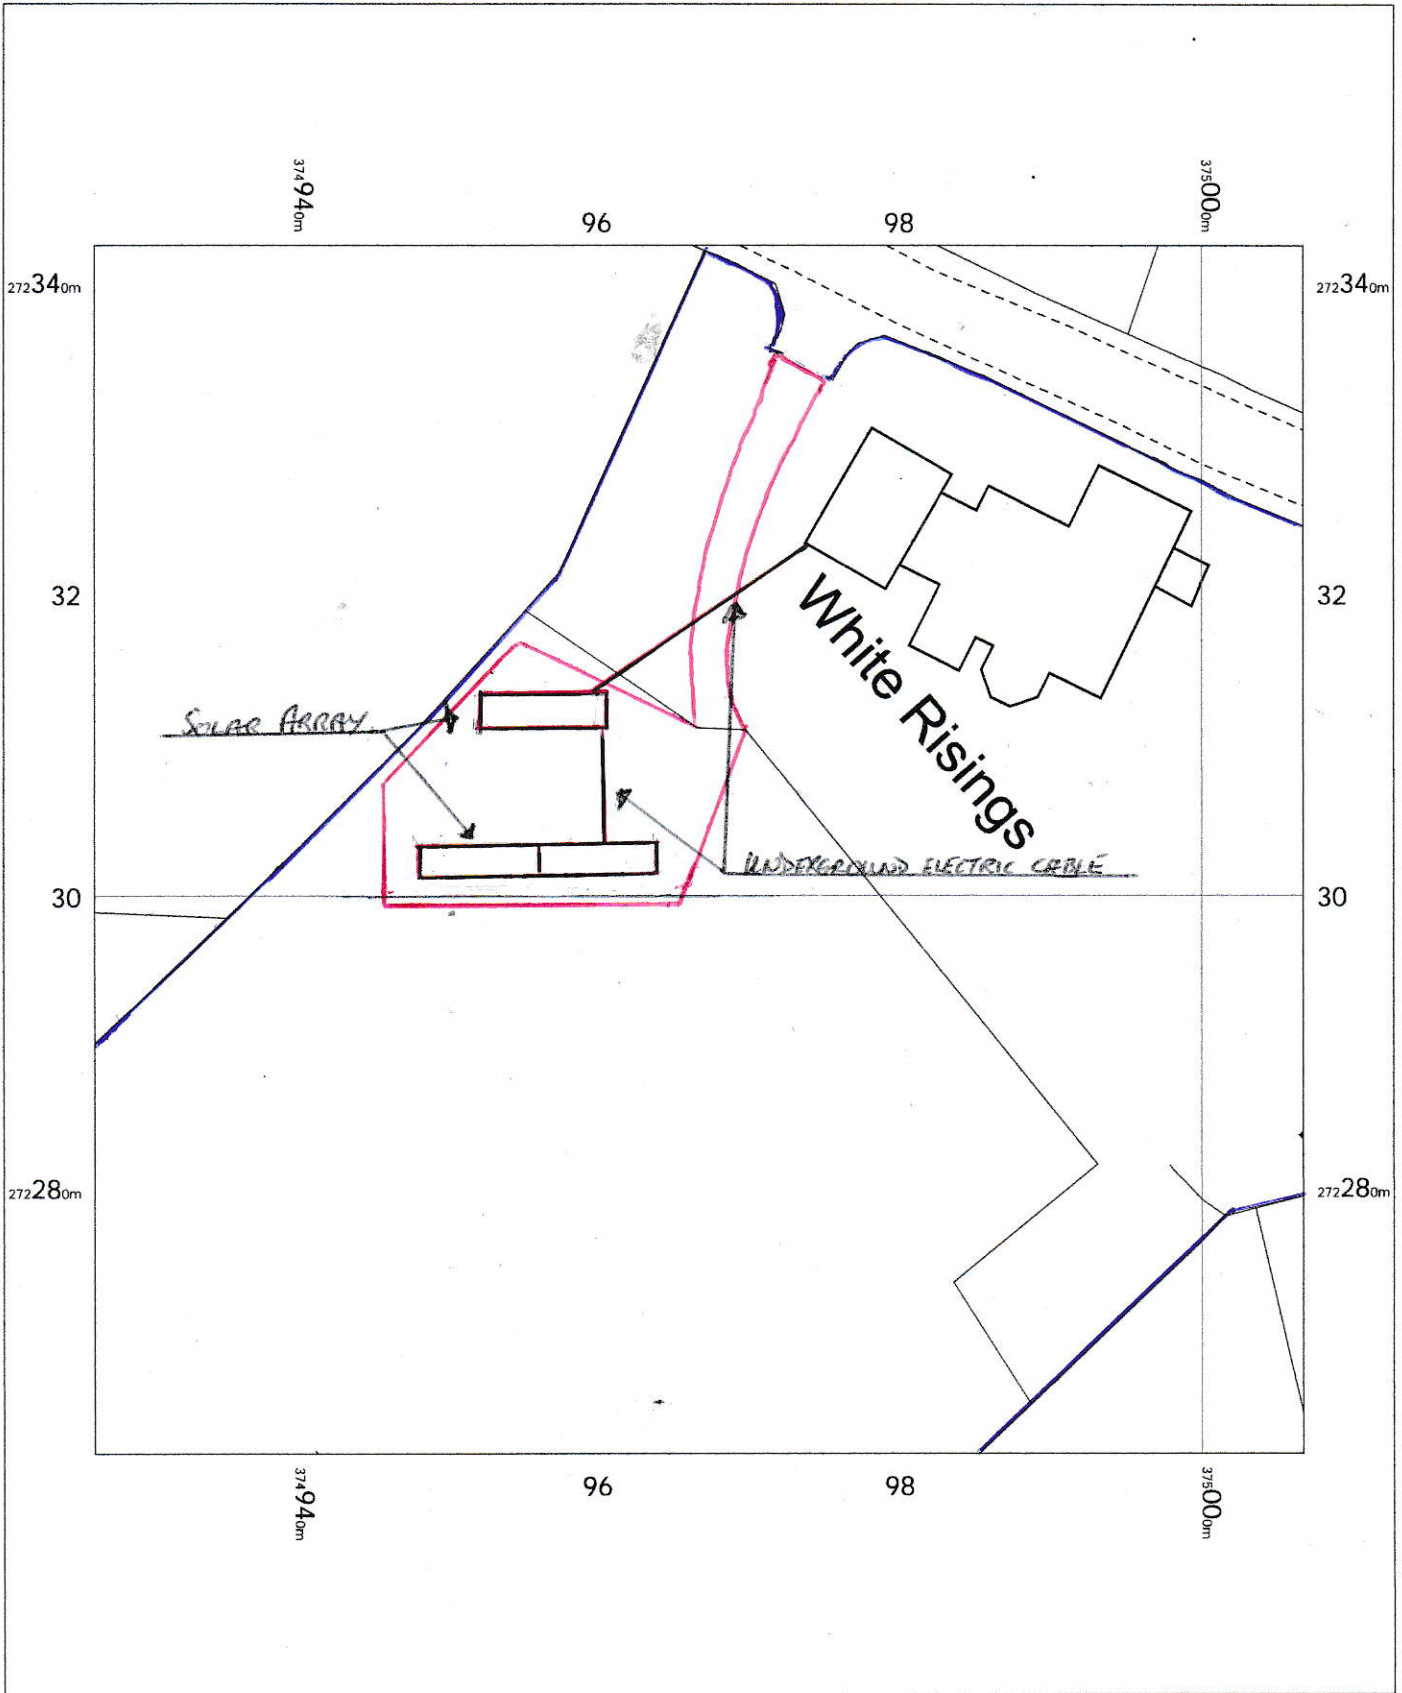 374940m 96 98 375000m
272340m 272340m
32 32
White Risings
SOLAR ARRAY
UNDERGROUND ELECTRIC CABLE
30 30
272280m 272280m
374940m 96 98 375000m